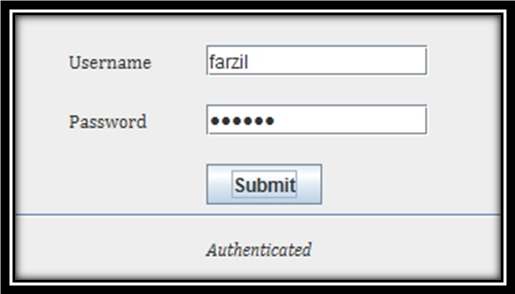 Username farzil
Password ••••••
Submit
Authenticated